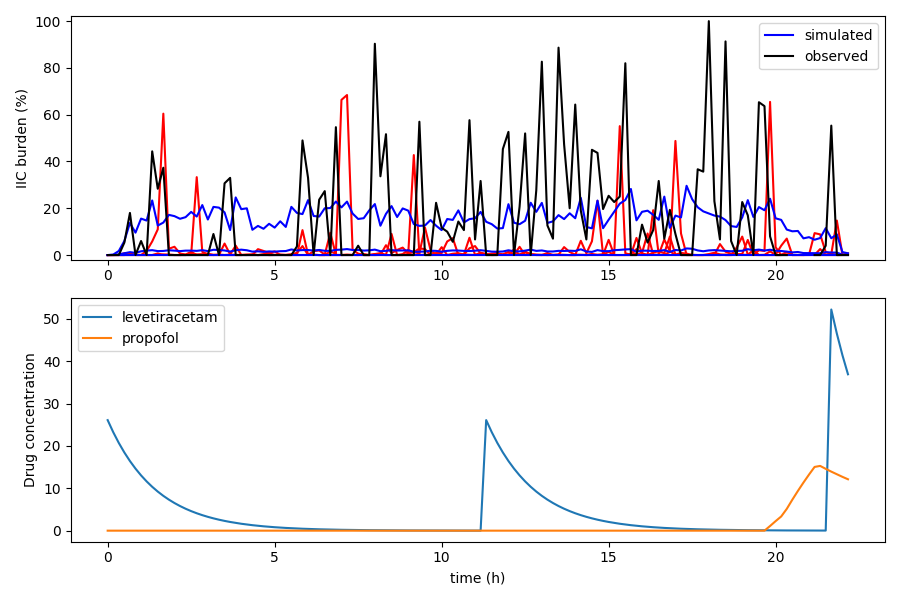 IIC burden (%)
100
80
60
40
20
0
simulated
observed
0 5 10 15 20
Drug concentration
50
40
30
20
10
0
levetiracetam
propofol
0 5 10 15 20
time (h)